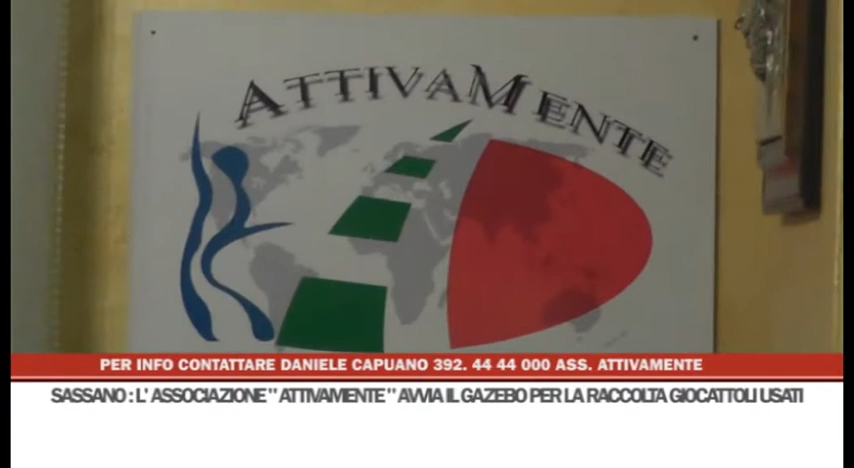 ATTIVAMENTE
PER INFO CONTATTARE DANIELE CAPUANO 392. 44 44 000 ASS. ATTIVAMENTE
SASSANO : L' ASSOCIAZIONE " ATTIVAMENTE " AVVIA IL GAZEBO PER LA RACCOLTA GIOCATTOLI USATI